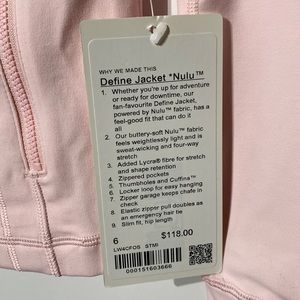 WHY WE MADE THIS
Define Jacket *Nulu™
1. Whether you're up for adventure
or ready for downtime, our
fan-favourite Define Jacket,
powered by Nulu™ fabric, has a
feel-good fit that can do it
all
2. Our buttery-soft Nulu™ fabric
feels weightlessly light and is
sweat-wicking and four-way
stretch
3. Added Lycra® fibre for stretch
and shape retention
4. Zippered pockets
5. Thumbholes and Cuffins™
6. Locker loop for easy hanging
7. Zipper garage keeps zipper from
8. Elastic zipper pull doubles as
an emergency hair tie
9. Slim fit, hip length
6
$118.00
LW4CFOS STMI
000151603666